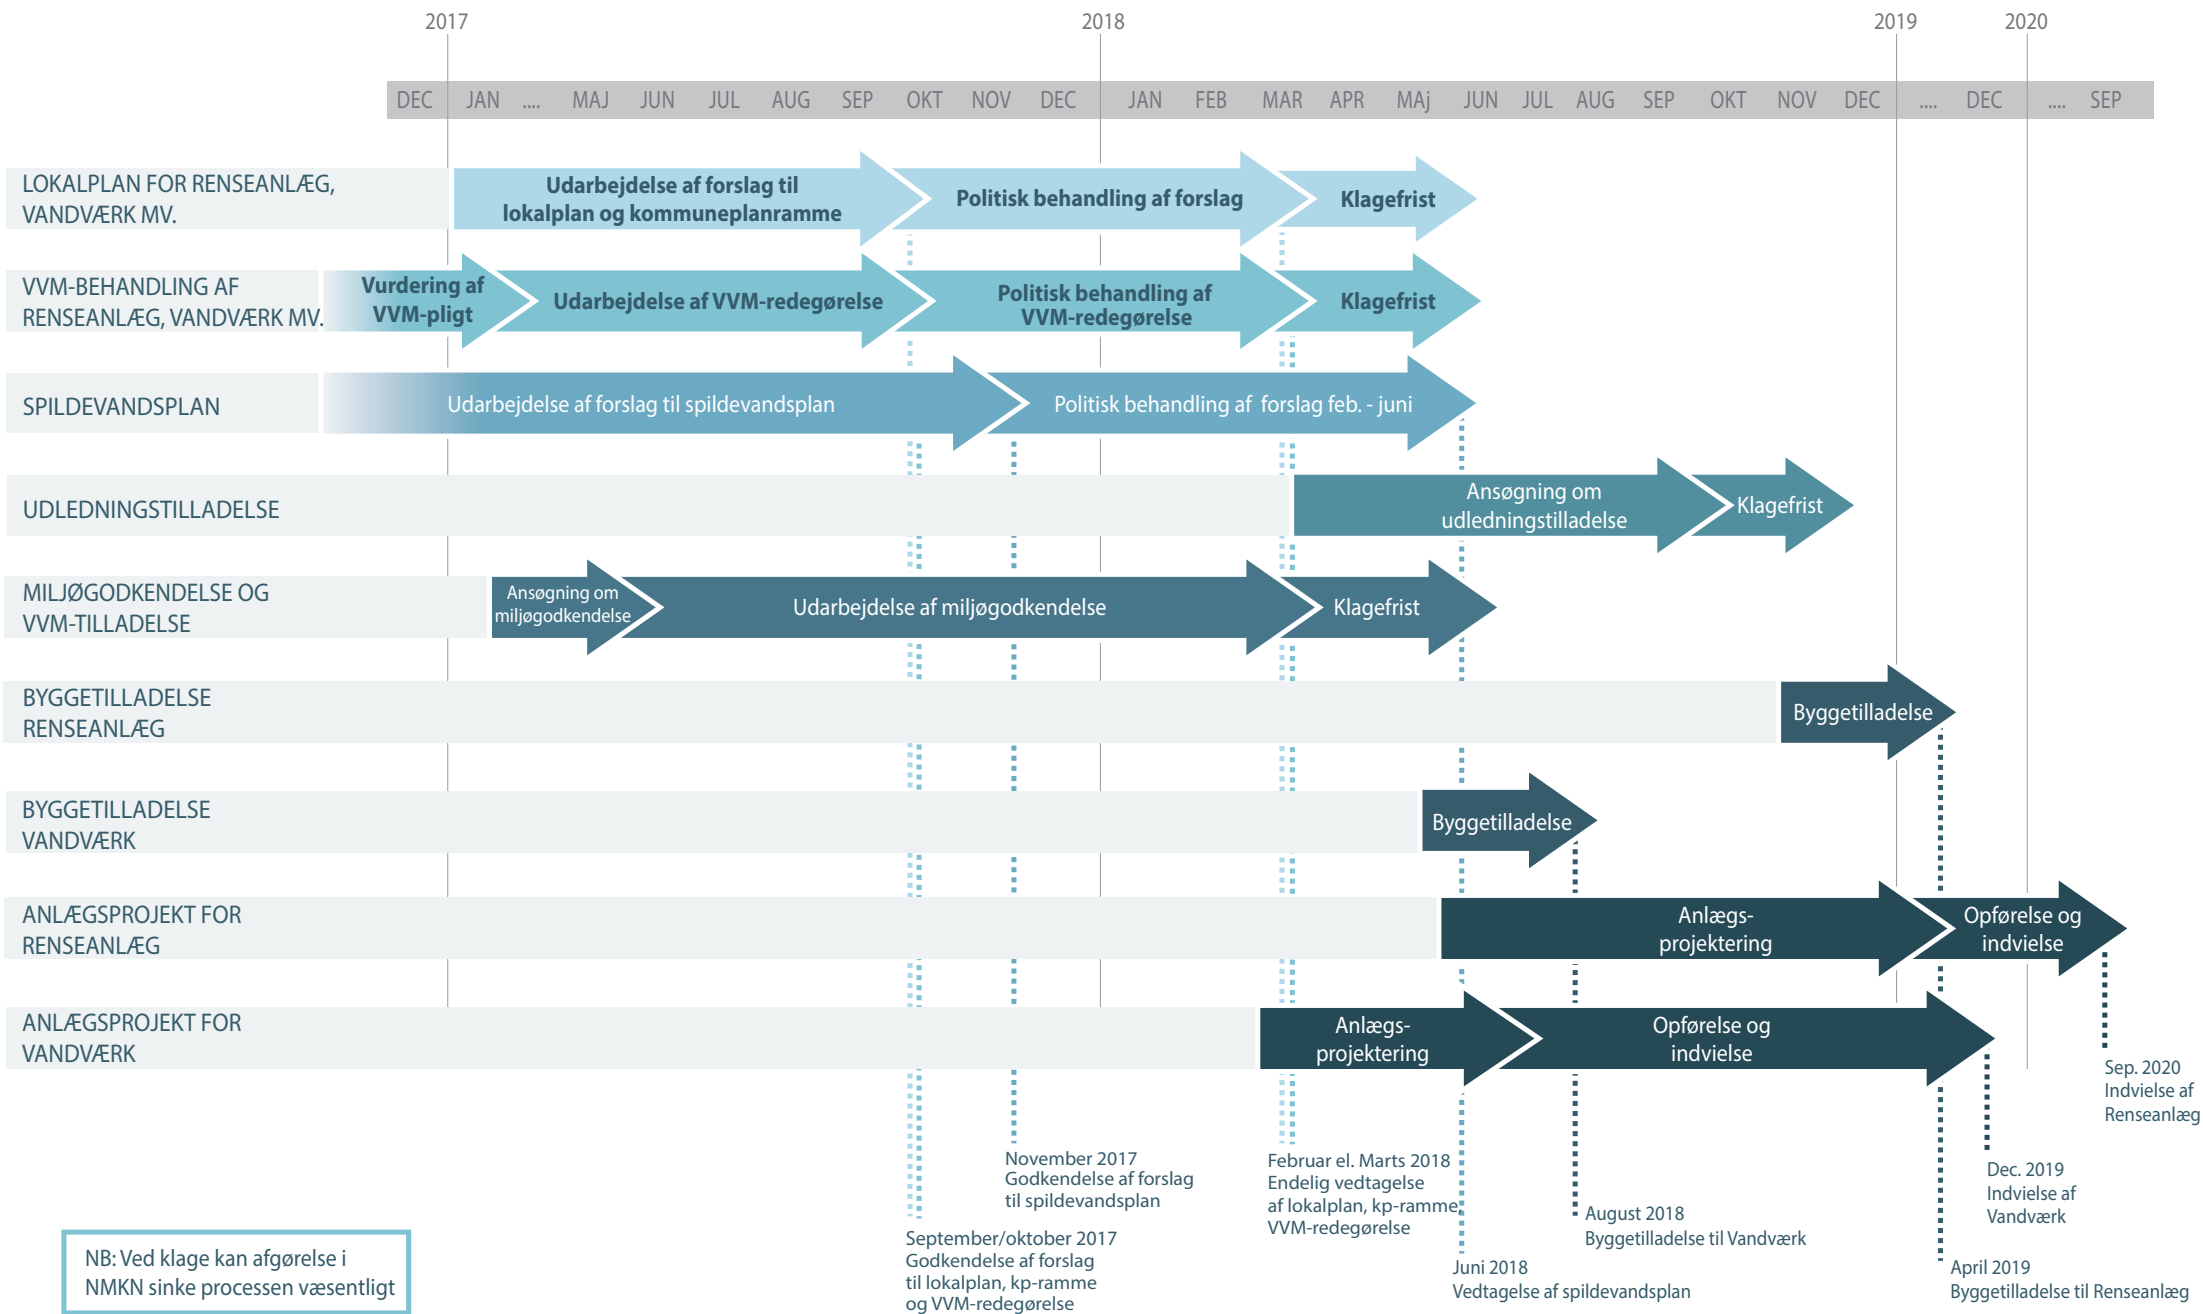 2017
2018
2019
2020
DEC JAN .... MAJ JUN JUL AUG SEP OKT NOV DEC JAN FEB MAR APR MAj JUN JUL AUG SEP OKT NOV DEC .... DEC .... SEP
LOKALPLAN FOR RENSEANLÆG,
VANDVÆRK MV.
Udarbejdelse af forslag til
lokalplan og kommuneplanramme
Politisk behandling af forslag
Klagefrist
VVM-BEHANDLING AF
RENSEANLÆG, VANDVÆRK MV.
Vurdering af
VVM-pligt
Udarbejdelse af VVM-redegørelse
Politisk behandling af
VVM-redegørelse
Klagefrist
SPILDEVANDSPLAN
Udarbejdelse af forslag til spildevandsplan
Politisk behandling af forslag feb. - juni
UDLEDNINGSTILLADELSE
Ansøgning om
udledningstilladelse
Klagefrist
MILJØGODKENDELSE OG
VVM-TILLADELSE
Ansøgning om
miljøgodkendelse
Udarbejdelse af miljøgodkendelse
Klagefrist
BYGGETILLADELSE
RENSEANLÆG
Byggetilladelse
BYGGETILLADELSE
VANDVÆRK
Byggetilladelse
ANLÆGSPROJEKT FOR
RENSEANLÆG
Anlægs-
projektering
Opførelse og
indvielse
ANLÆGSPROJEKT FOR
VANDVÆRK
Anlægs-
projektering
Opførelse og
indvielse
Sep. 2020
Indvielse af
Renseanlæg
November 2017
Godkendelse af forslag
til spildevandsplan
Februar el. Marts 2018
Endelig vedtagelse
af lokalplan, kp-ramme,
VVM-redegørelse
Dec. 2019
Indvielse af
Vandværk
August 2018
Byggetilladelse til Vandværk
September/oktober 2017
Godkendelse af forslag
til lokalplan, kp-ramme
og VVM-redegørelse
Juni 2018
Vedtagelse af spildevandsplan
April 2019
Byggetilladelse til Renseanlæg
NB: Ved klage kan afgørelse i
NMKN sinke processen væsentligt